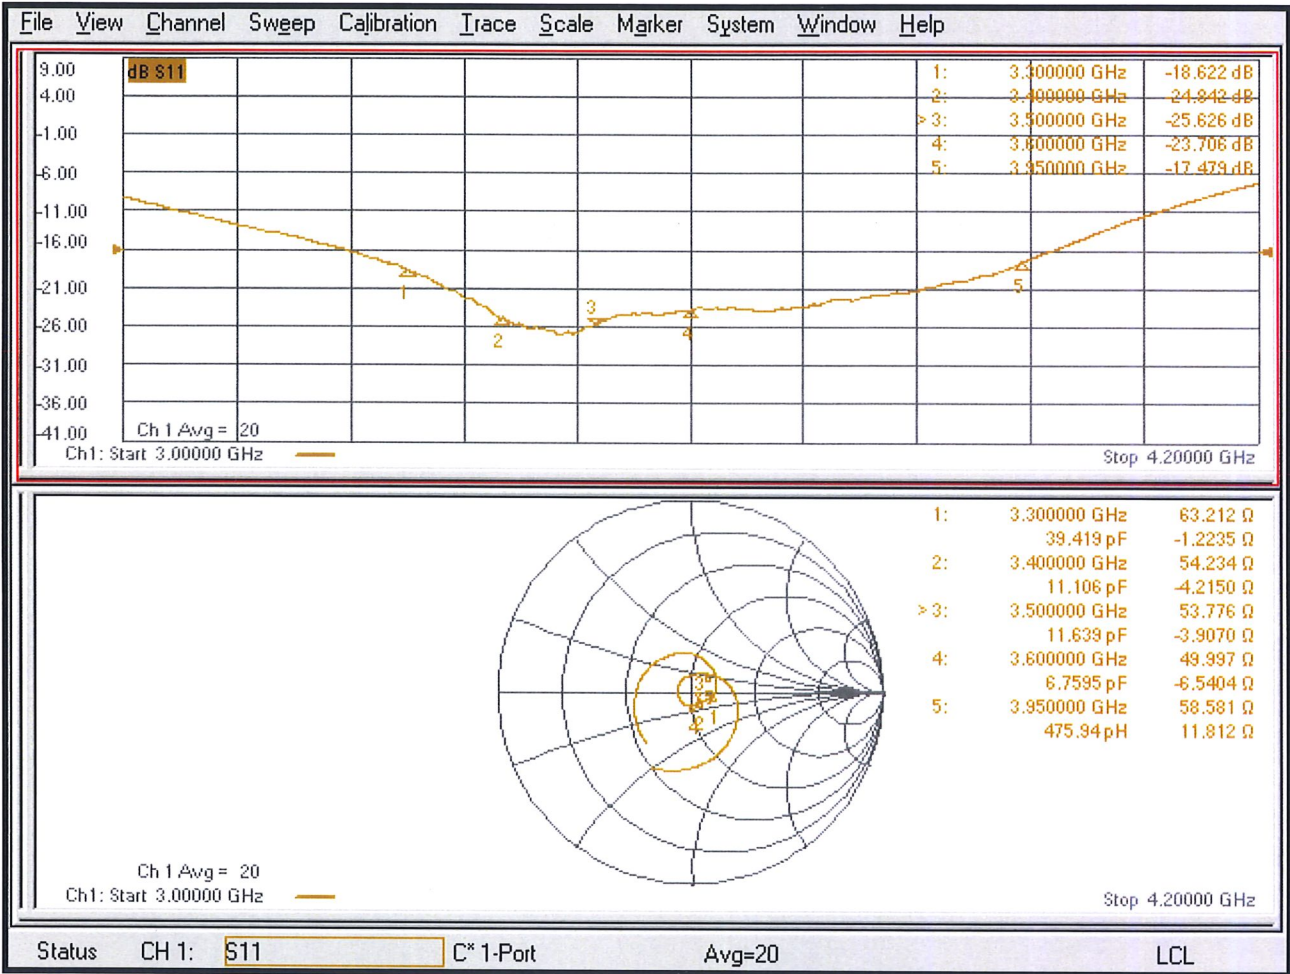 File View Channel Sweep Calibration Trace Scale Marker System Window Help
9.00
4.00
-1.00
-6.00
-11.00
-16.00
-21.00
-26.00
-31.00
-36.00
-41.00
dB S11
1: 3.300000 GHz -18.622 dB
2: 3.400000 GHz -24.842 dB
> 3: 3.500000 GHz -25.626 dB
4: 3.600000 GHz -23.706 dB
5: 3.950000 GHz -17.479 dB
1
2
3
4
5
Ch 1 Avg = 20
Ch1: Start 3.00000 GHz
Stop 4.20000 GHz
1: 3.300000 GHz 63.212 Ω
39.419 pF -1.2235 Ω
2: 3.400000 GHz 54.234 Ω
11.106 pF -4.2150 Ω
> 3: 3.500000 GHz 53.776 Ω
11.639 pF -3.9070 Ω
4: 3.600000 GHz 49.997 Ω
6.7595 pF -6.5404 Ω
5: 3.950000 GHz 58.581 Ω
475.94 pH 11.812 Ω
Ch 1 Avg = 20
Ch1: Start 3.00000 GHz
Stop 4.20000 GHz
Status CH 1: S11 C* 1-Port Avg=20 LCL